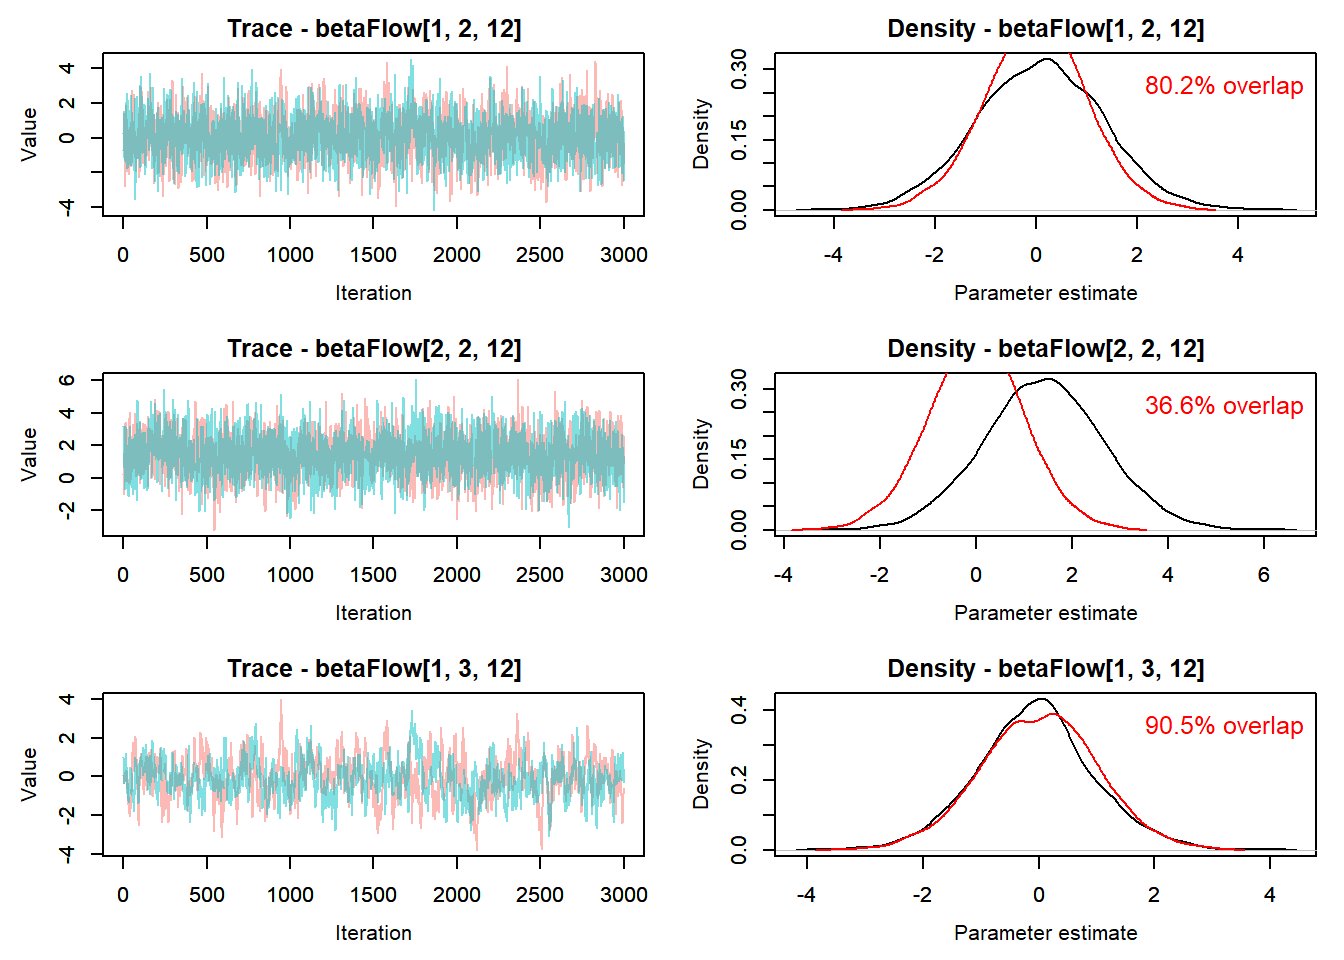 Trace - betaFlow[1, 2, 12]
Value
4
2
0
-4
0 500 1000 1500 2000 2500 3000
Iteration
Density - betaFlow[1, 2, 12]
80.2% overlap
Density
0.30
0.15
0.00
-4 -2 0 2 4
Parameter estimate
Trace - betaFlow[2, 2, 12]
Value
6
4
2
0
-2
0 500 1000 1500 2000 2500 3000
Iteration
Density - betaFlow[2, 2, 12]
36.6% overlap
Density
0.30
0.15
0.00
-4 -2 0 2 4 6
Parameter estimate
Trace - betaFlow[1, 3, 12]
Value
4
2
0
-2
-4
0 500 1000 1500 2000 2500 3000
Iteration
Density - betaFlow[1, 3, 12]
90.5% overlap
Density
0.4
0.2
0.0
-4 -2 0 2 4
Parameter estimate